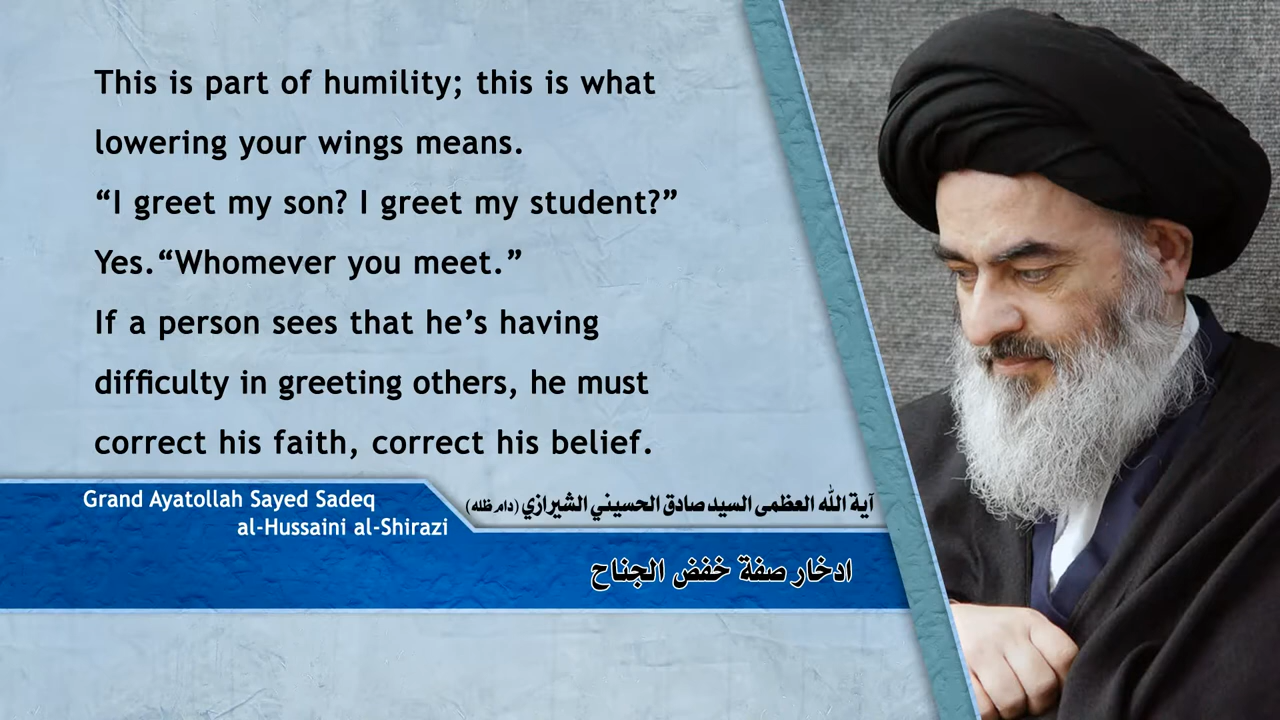 This is part of humility; this is what
lowering your wings means.
“I greet my son? I greet my student?”
Yes.“Whomever you meet.”
If a person sees that he’s having
difficulty in greeting others, he must
correct his faith, correct his belief.
Grand Ayatollah Sayed Sadeq
al-Hussaini al-Shirazi
آية الله العظمى السيد صادق الحسيني الشيرازي (دام ظله)
ادخار صفة خفض الجناح